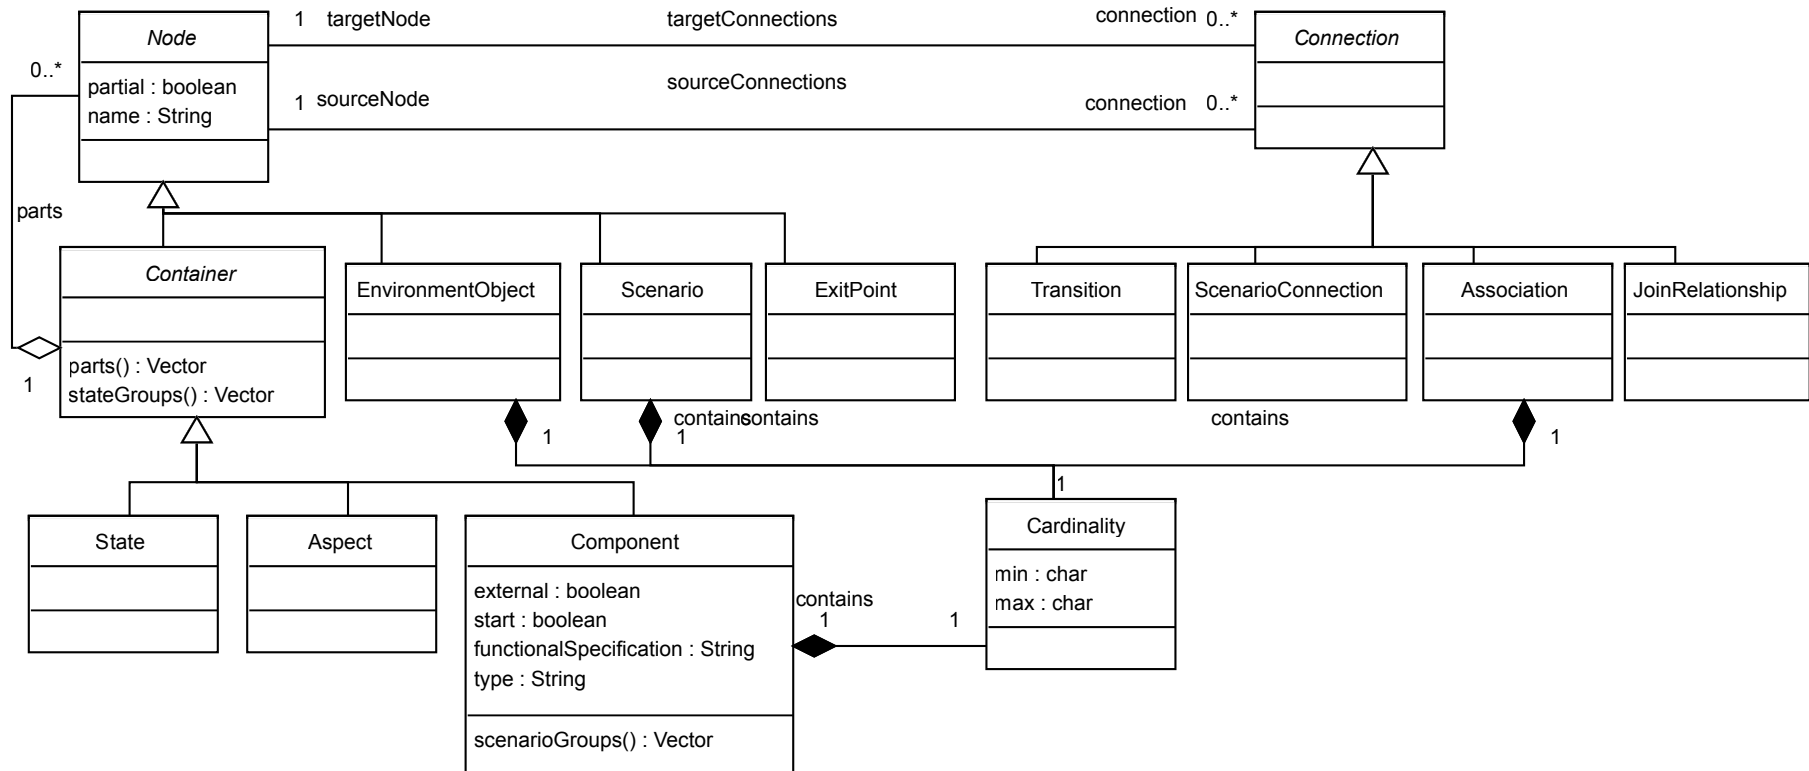 1 targetNode targetConnections connection 0..*
Node
Connection
0..*
partial : boolean
name : String
1 sourceNode sourceConnections connection 0..*
parts
Container
parts() : Vector
stateGroups() : Vector
1
EnvironmentObject
Scenario
ExitPoint
Transition
ScenarioConnection
Association
JoinRelationship
contains
contains
contains
1
1
1
1
State
Aspect
Component
external : boolean
start : boolean
functionalSpecification : String
type : String
scenarioGroups() : Vector
contains
1
1
Cardinality
min : char
max : char